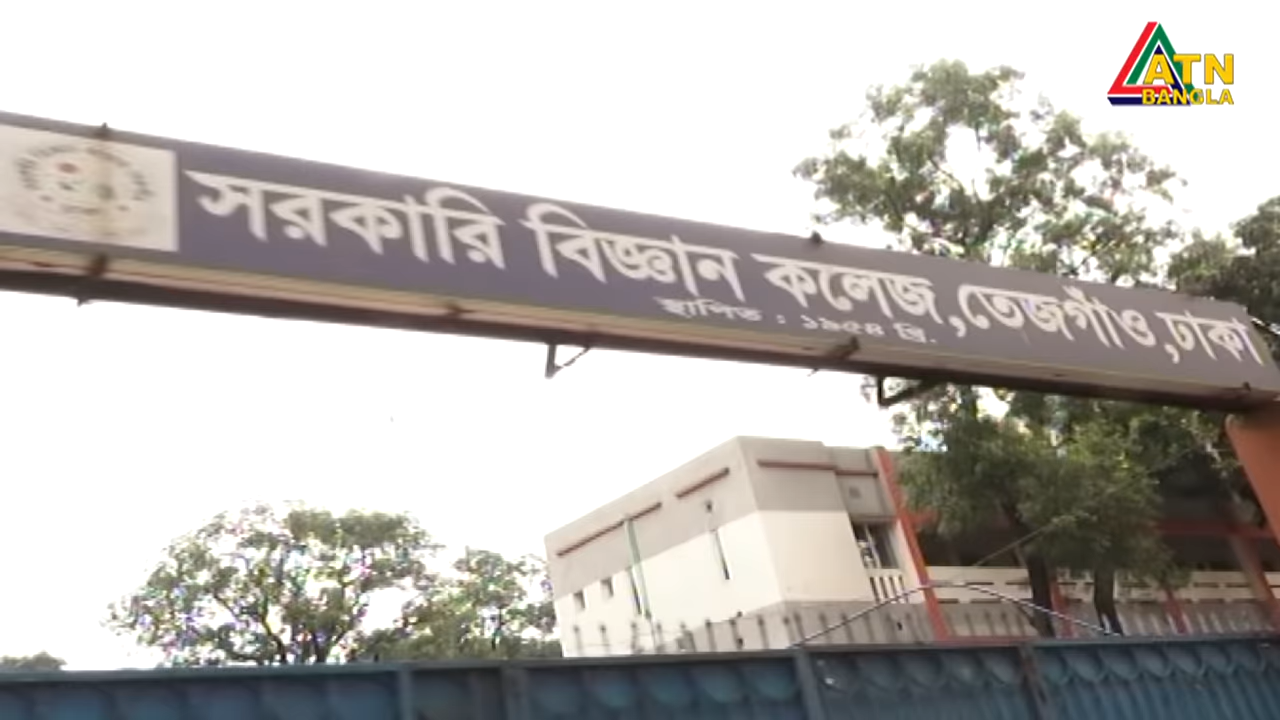 ATN
BANGLA
সরকারি বিজ্ঞান কলেজ,তেজগাঁও,ঢাকা
স্থাপিত : ১৯৫৪ খ্রি.